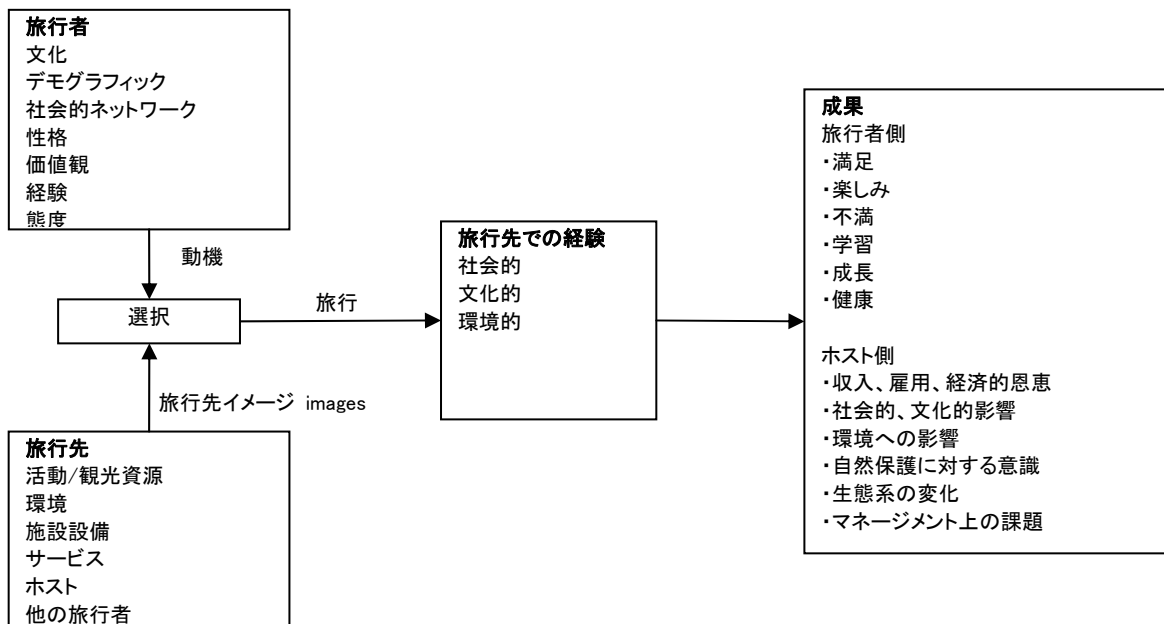 旅行者
文化
デモグラフィック
社会的ネットワーク
性格
価値観
経験
態度
動機
選択
旅行
旅行先イメージ images
旅行先
活動/観光資源
環境
施設設備
サービス
ホスト
他の旅行者
旅行先での経験
社会的
文化的
環境的
成果
旅行者側
・満足
・楽しみ
・不満
・学習
・成長
・健康
ホスト側
・収入、雇用、経済的恩恵
・社会的、文化的影響
・環境への影響
・自然保護に対する意識
・生態系の変化
・マネージメント上の課題